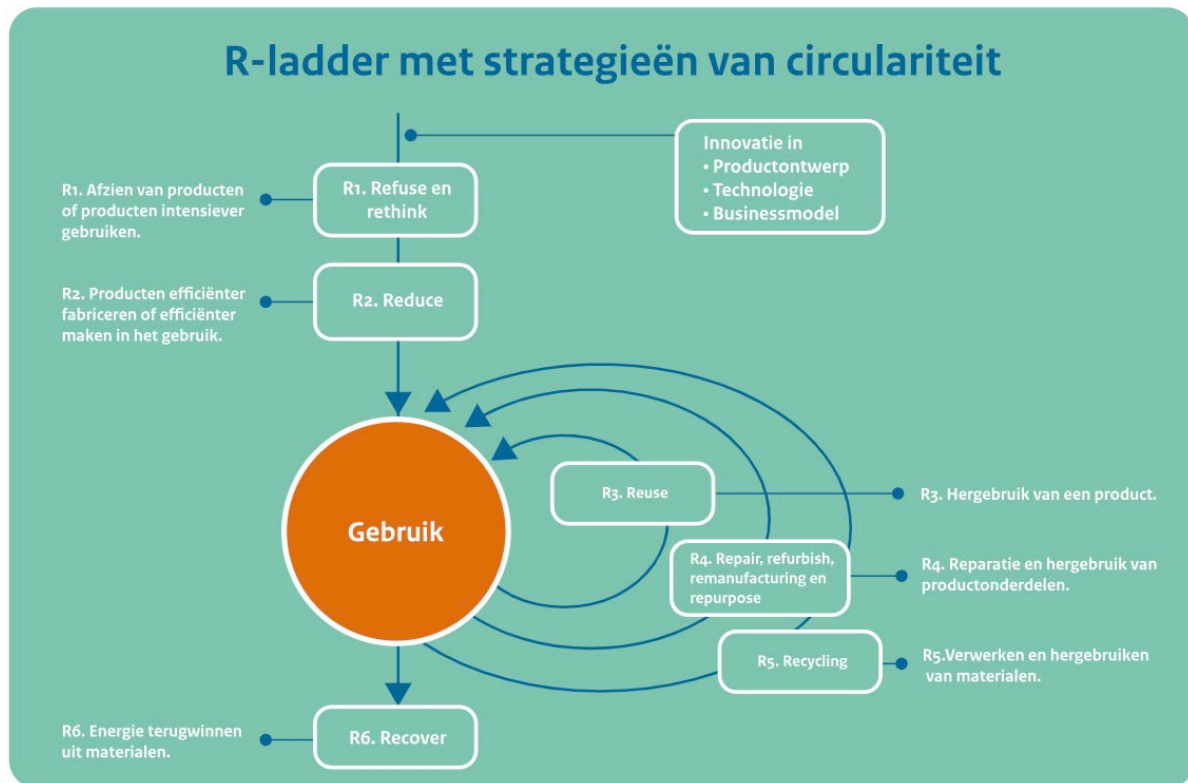 R-ladder met strategieën van circulariteit
Innovatie in
• Productontwerp
• Technologie
• Businessmodel
R1. Afzien van producten
of producten intensiever
gebruiken.
R1. Refuse en
rethink
R2. Producten efficiënter
fabriceren of efficiënter
maken in het gebruik.
R2. Reduce
Gebruik
R3. Reuse
R3. Hergebruik van een product.
R4. Repair, refurbish,
remanufacturing en
repurpose
R4. Reparatie en hergebruik van
productonderdelen.
R5. Recycling
R5.Verwerken en hergebruiken
van materialen.
R6. Energie terugwinnen
uit materialen.
R6. Recover